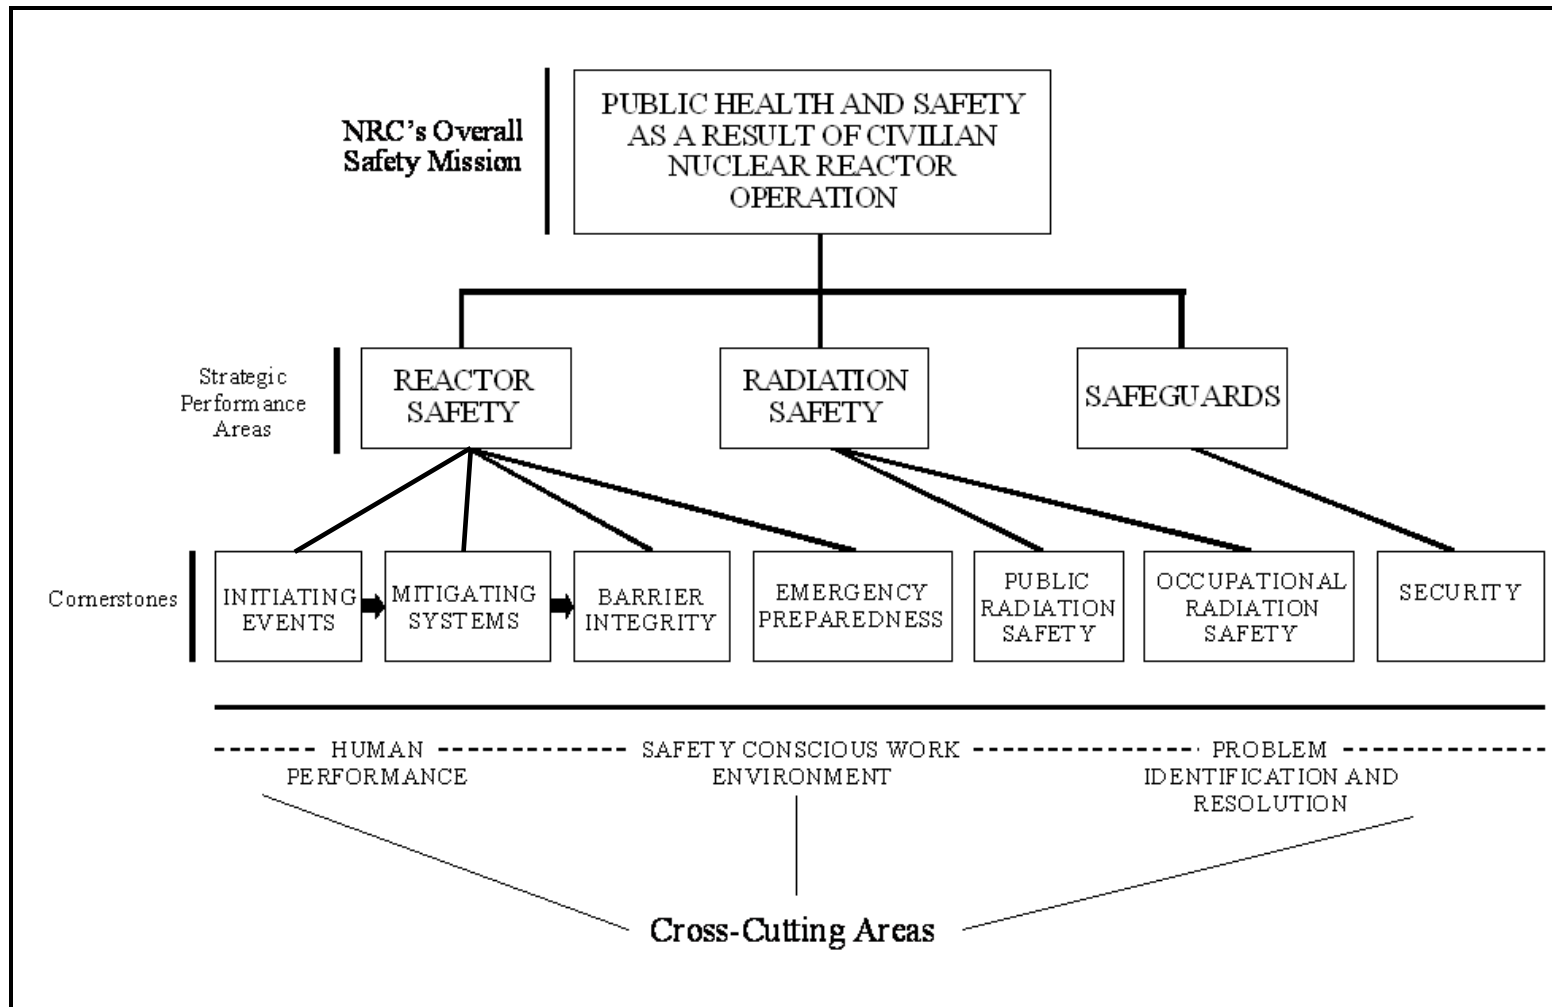 NRC's Overall
Safety Mission
PUBLIC HEALTH AND SAFETY
AS A RESULT OF CIVILIAN
NUCLEAR REACTOR
OPERATION
Strategic
Performance
Areas
REACTOR
SAFETY
RADIATION
SAFETY
SAFEGUARDS
Cornerstones
INITIATING
EVENTS
MITIGATING
SYSTEMS
BARRIER
INTEGRITY
EMERGENCY
PREPAREDNESS
PUBLIC
RADIATION
SAFETY
OCCUPATIONAL
RADIATION
SAFETY
SECURITY
HUMAN
PERFORMANCE
SAFETY CONSCIOUS WORK
ENVIRONMENT
PROBLEM
IDENTIFICATION AND
RESOLUTION
Cross-Cutting Areas